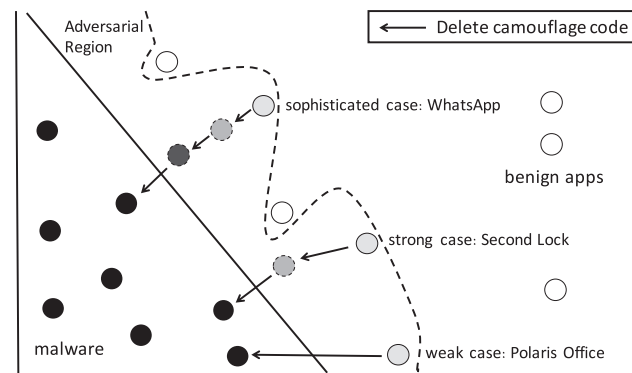 Adversarial
Region
Delete camouflage code
sophisticated case: WhatsApp
benign apps
strong case: Second Lock
malware
weak case: Polaris Office